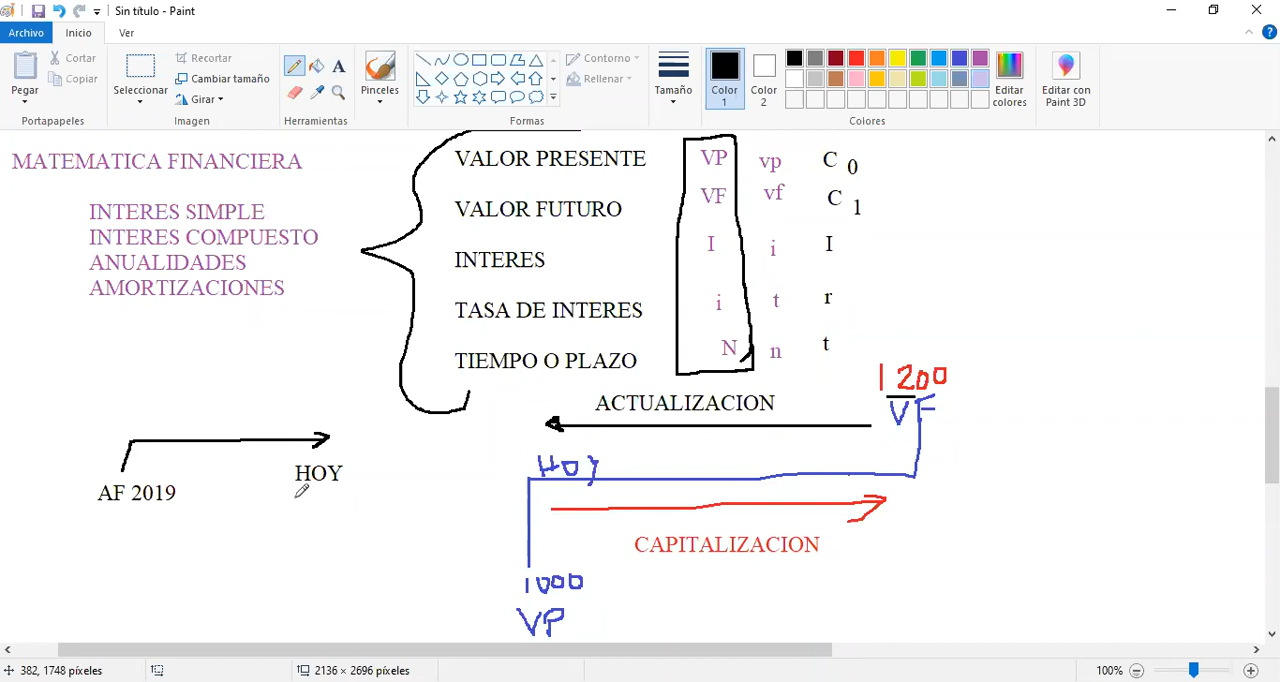 Sin título - Paint
Archivo Inicio Ver
Pegar
Cortar
Copiar
Portapapeles
Seleccionar
Recortar
Cambiar tamaño
Girar
Imagen
A
Herramientas
Pinceles
Contorno
Rellenar
Formas
Tamaño
Color 1
Color 2
Editar colores
Editar con Paint 3D
Colores
MATEMATICA FINANCIERA
INTERES SIMPLE
INTERES COMPUESTO
ANUALIDADES
AMORTIZACIONES
VALOR PRESENTE VP vp C 0
VALOR FUTURO VF vf C 1
INTERES I i I
TASA DE INTERES i t r
TIEMPO O PLAZO N n t
1200
VF
ACTUALIZACION
HOY
AF 2019
HOY
CAPITALIZACION
1000
VP
382, 1748 píxeles
2136 × 2696 píxeles
100%